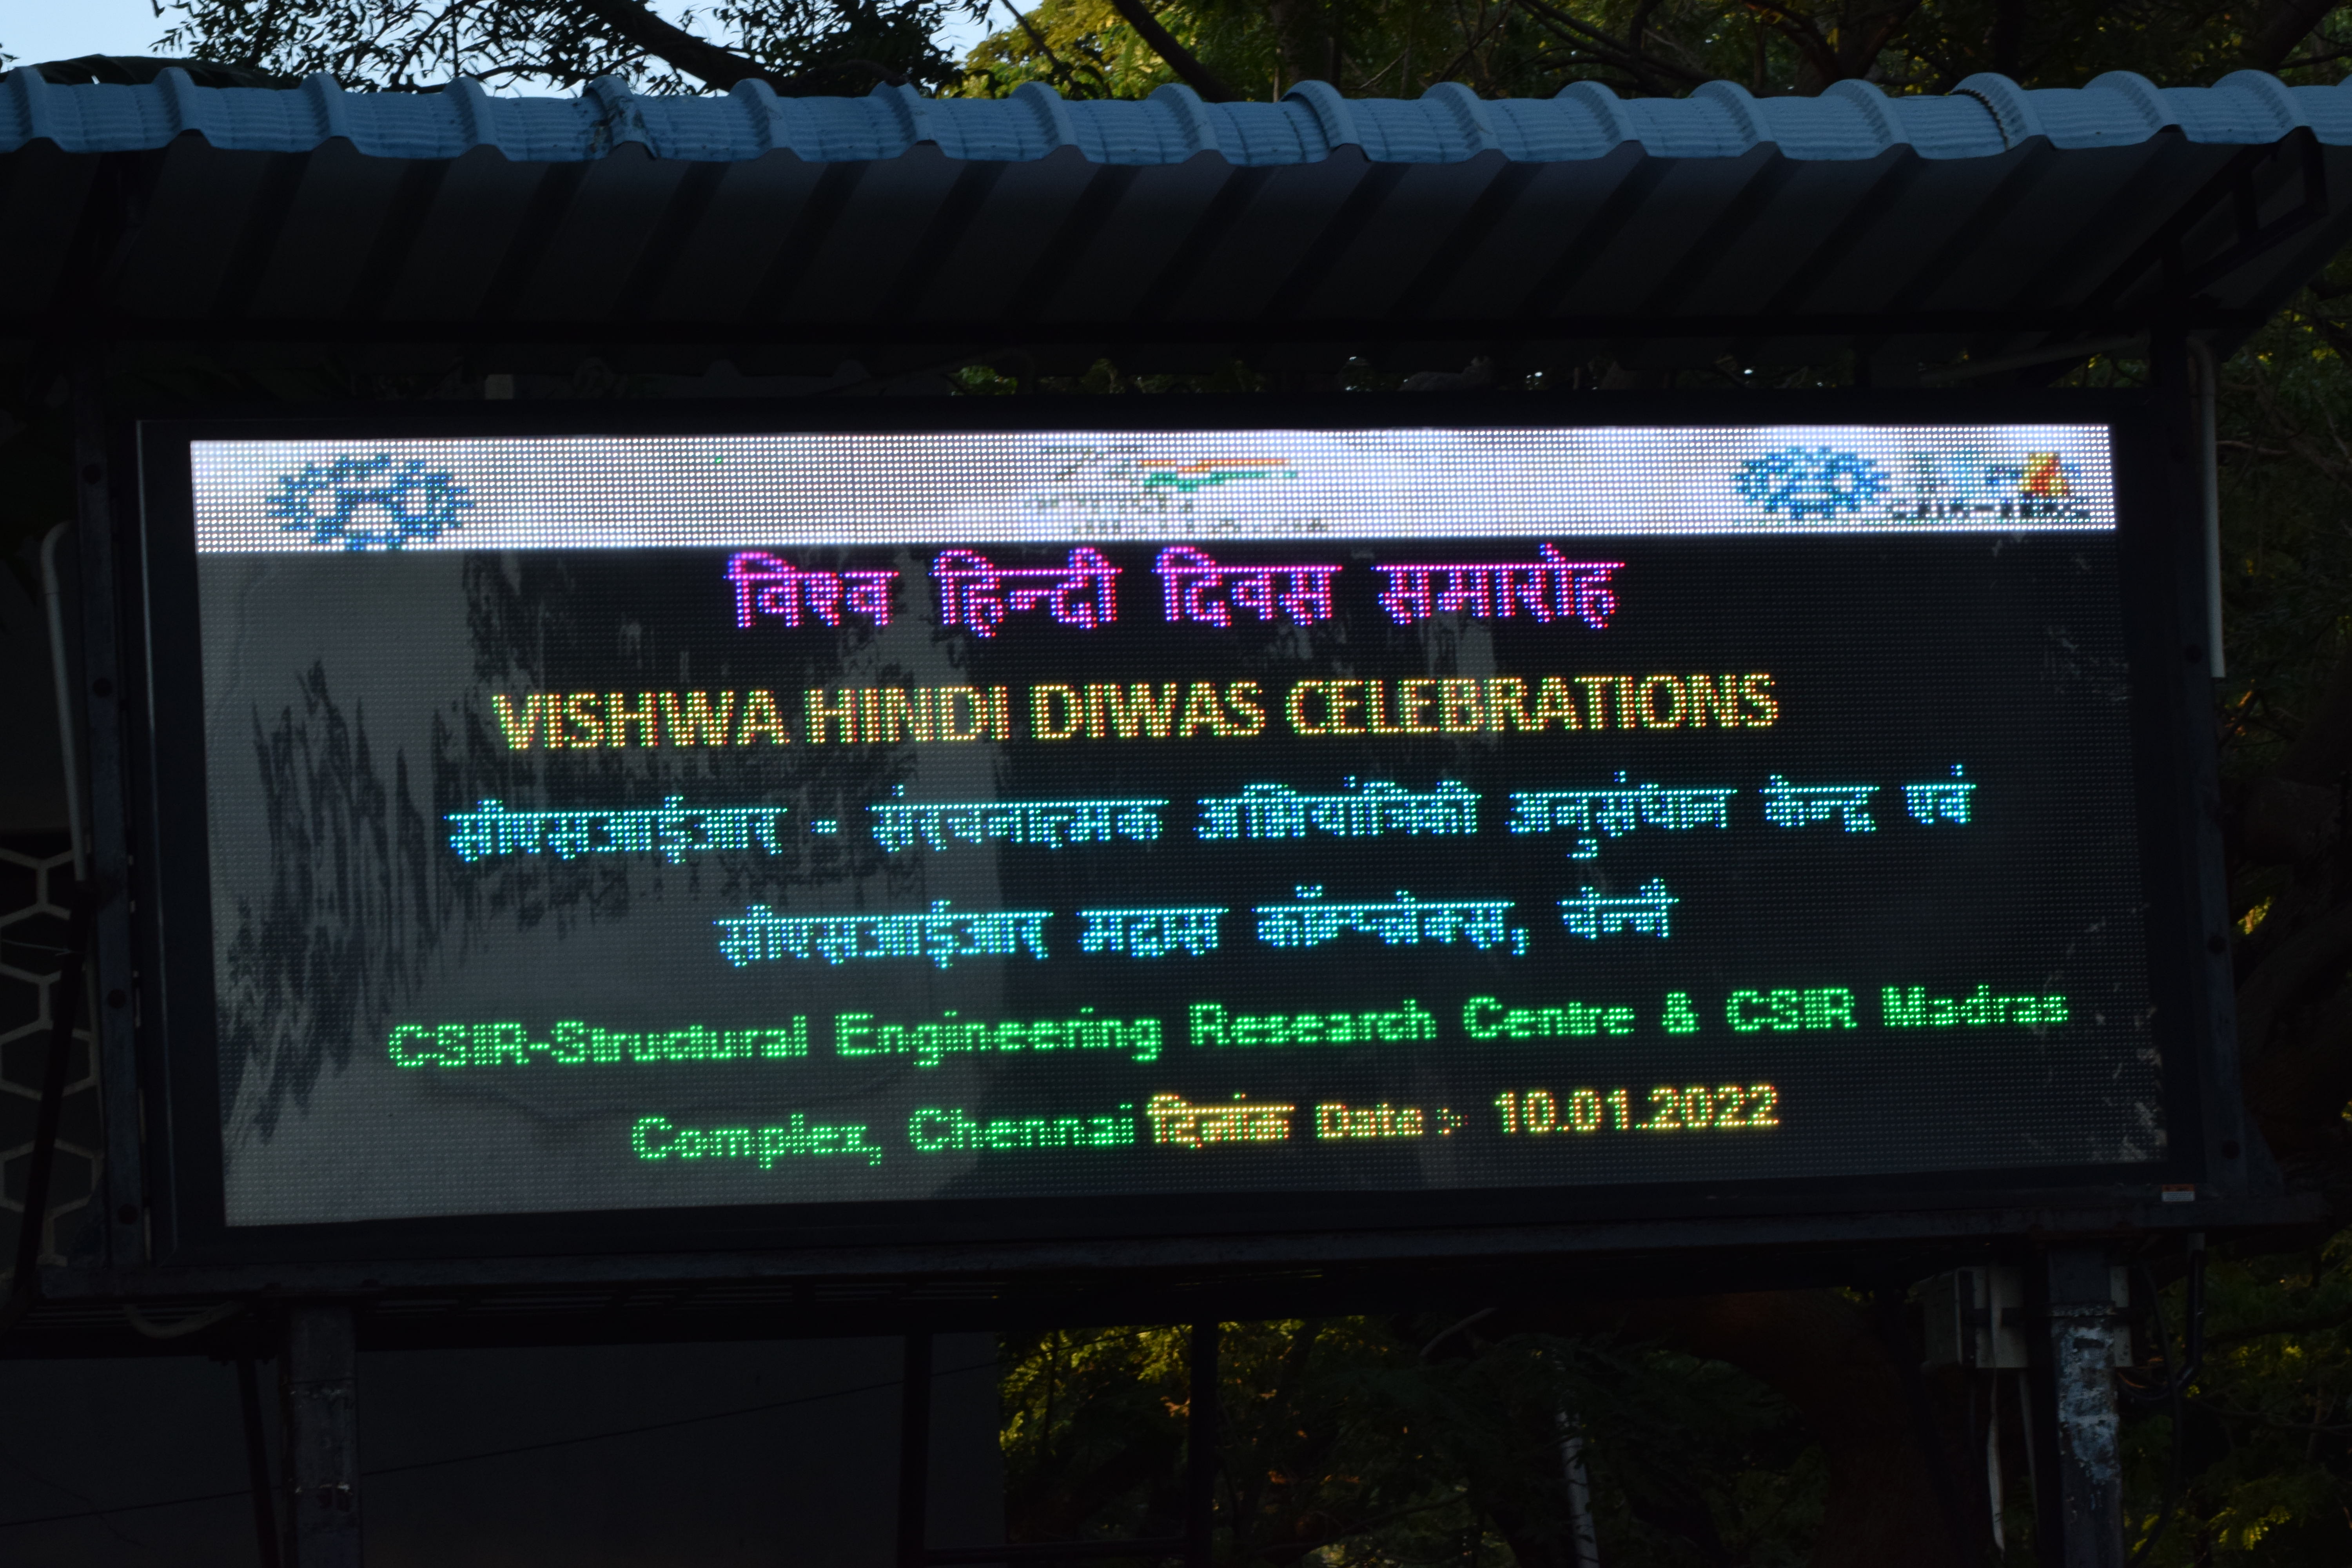 विश्व हिन्दी दिवस समारोह
VISHWA HINDI DIWAS CELEBRATIONS
सीएसआईआर - संरचनात्मक अभियांत्रिकी अनुसंधान केन्द्र एवं
सीएसआईआर मद्रास कॉम्प्लेक्स, चेन्नै
CSIR-Structural Engineering Research Centre & CSIR Madras
Complex, Chennai दिनांक Date :- 10.01.2022